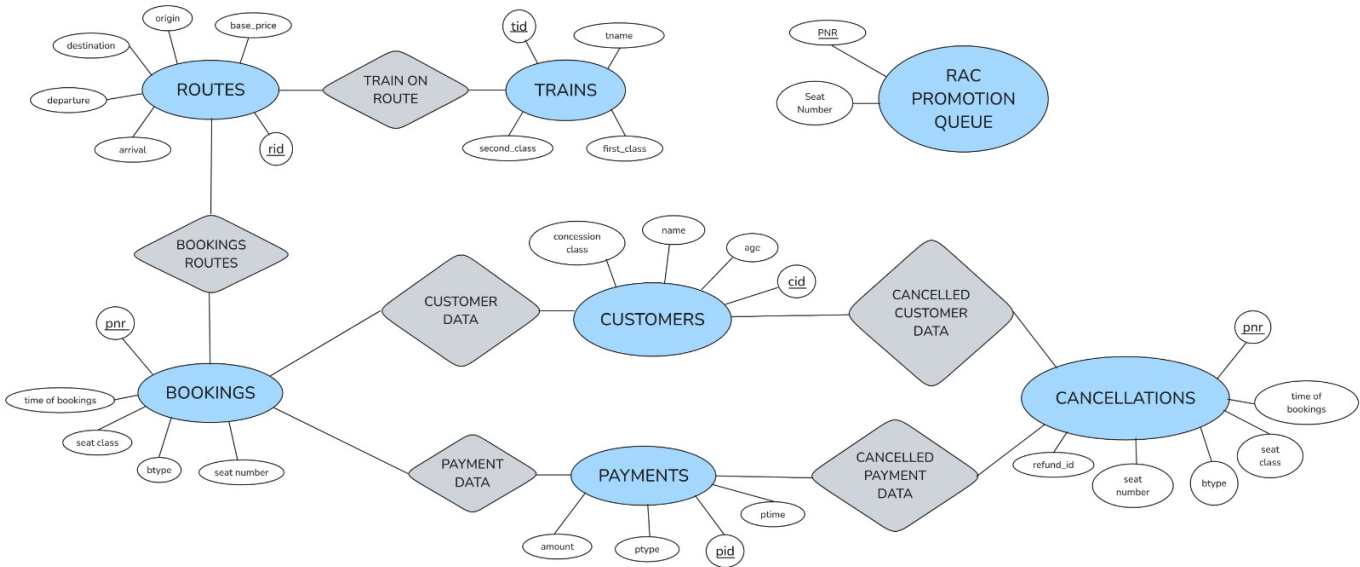 origin
base_price
destination
ROUTES
departure
arrival
rid
TRAIN ON
ROUTE
tid
tname
TRAINS
second_class
first_class
PNR
Seat
Number
RAC
PROMOTION
QUEUE
BOOKINGS
ROUTES
pnr
BOOKINGS
time of bookings
seat class
btype
seat number
CUSTOMER
DATA
concession
class
name
age
cid
CUSTOMERS
CANCELLED
CUSTOMER
DATA
PAYMENT
DATA
PAYMENTS
amount
ptype
pid
ptime
CANCELLED
PAYMENT
DATA
pnr
CANCELLATIONS
time of
bookings
refund_id
seat
number
btype
seat
class